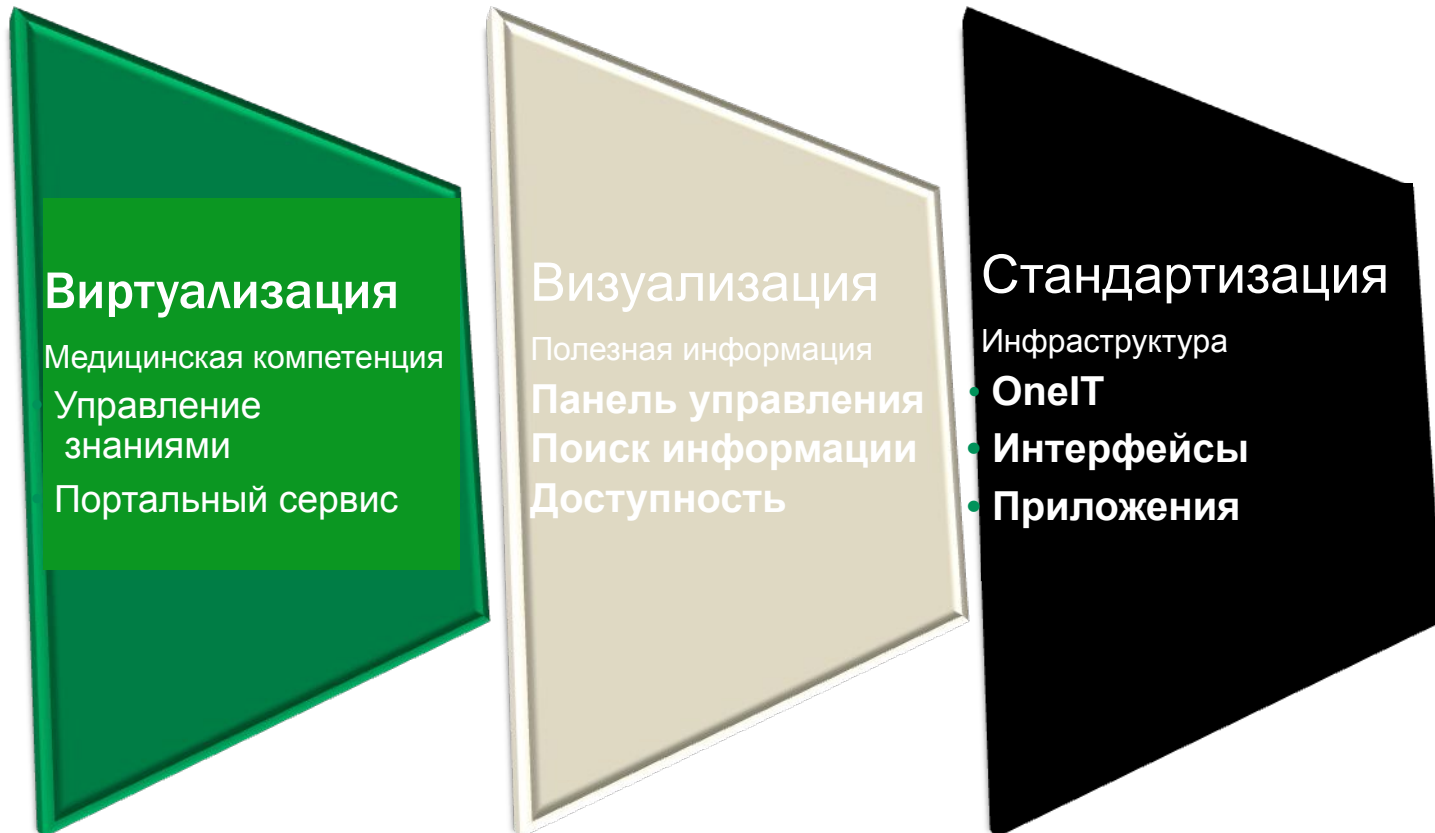 Виртуализация
Медицинская компетенция
• Управление
знаниями
• Портальный сервис
Визуализация
Полезная информация
Панель управления
Поиск информации
Доступность
Стандартизация
Инфраструктура
• OneIT
• Интерфейсы
• Приложения